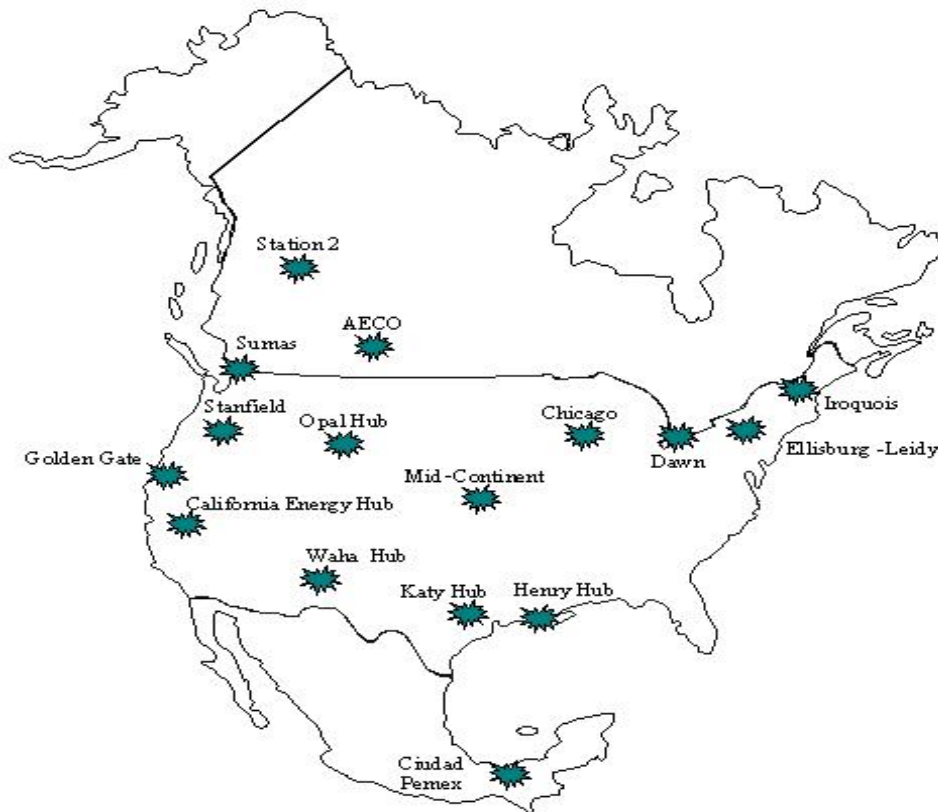 Station 2
AECO
Sumas
Stanfield
Opal Hub
Chicago
Iroquois
Golden Gate
Dawn
Ellisburg -Leidy
Mid-Continent
California Energy Hub
Waha Hub
Katy Hub
Henry Hub
Ciudad
Pemex